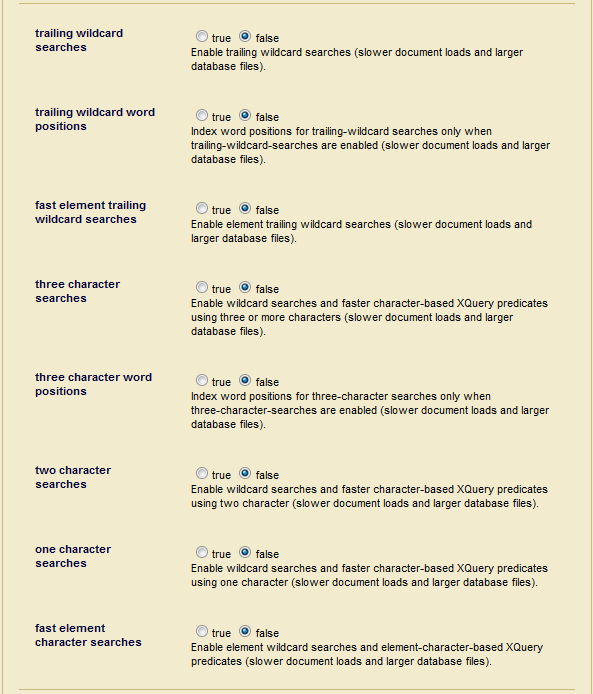 trailing wildcard
searches
true false
Enable trailing wildcard searches (slower document loads and larger
database files).
trailing wildcard word
positions
true false
Index word positions for trailing-wildcard searches only when
trailing-wildcard-searches are enabled (slower document loads and larger
database files).
fast element trailing
wildcard searches
true false
Enable element trailing wildcard searches (slower document loads and
larger database files).
three character
searches
true false
Enable wildcard searches and faster character-based XQuery predicates
using three or more characters (slower document loads and larger
database files).
three character word
positions
true false
Index word positions for three-character searches only when
three-character-searches are enabled (slower document loads and larger
database files).
two character
searches
true false
Enable wildcard searches and faster character-based XQuery predicates
using two character (slower document loads and larger database files).
one character
searches
true false
Enable wildcard searches and faster character-based XQuery predicates
using one character (slower document loads and larger database files).
fast element
character searches
true false
Enable element wildcard searches and element-character-based XQuery
predicates (slower document loads and larger database files).